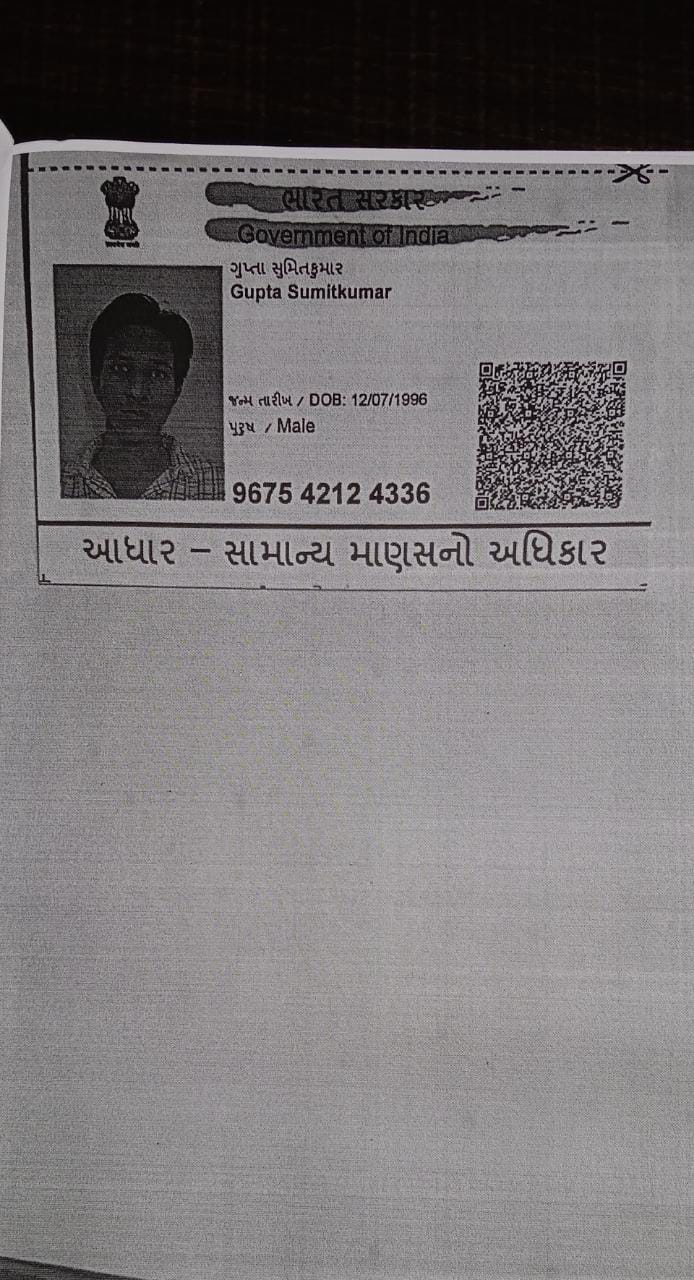 ભારત સરકાર
Government of India
ગુપ્તા સુમિતકુમાર
Gupta Sumitkumar
જન્મ તારીખ / DOB: 12/07/1996
પુરુષ / Male
9675 4212 4336
આધાર – સામાન્ય માણસનો અધિકાર